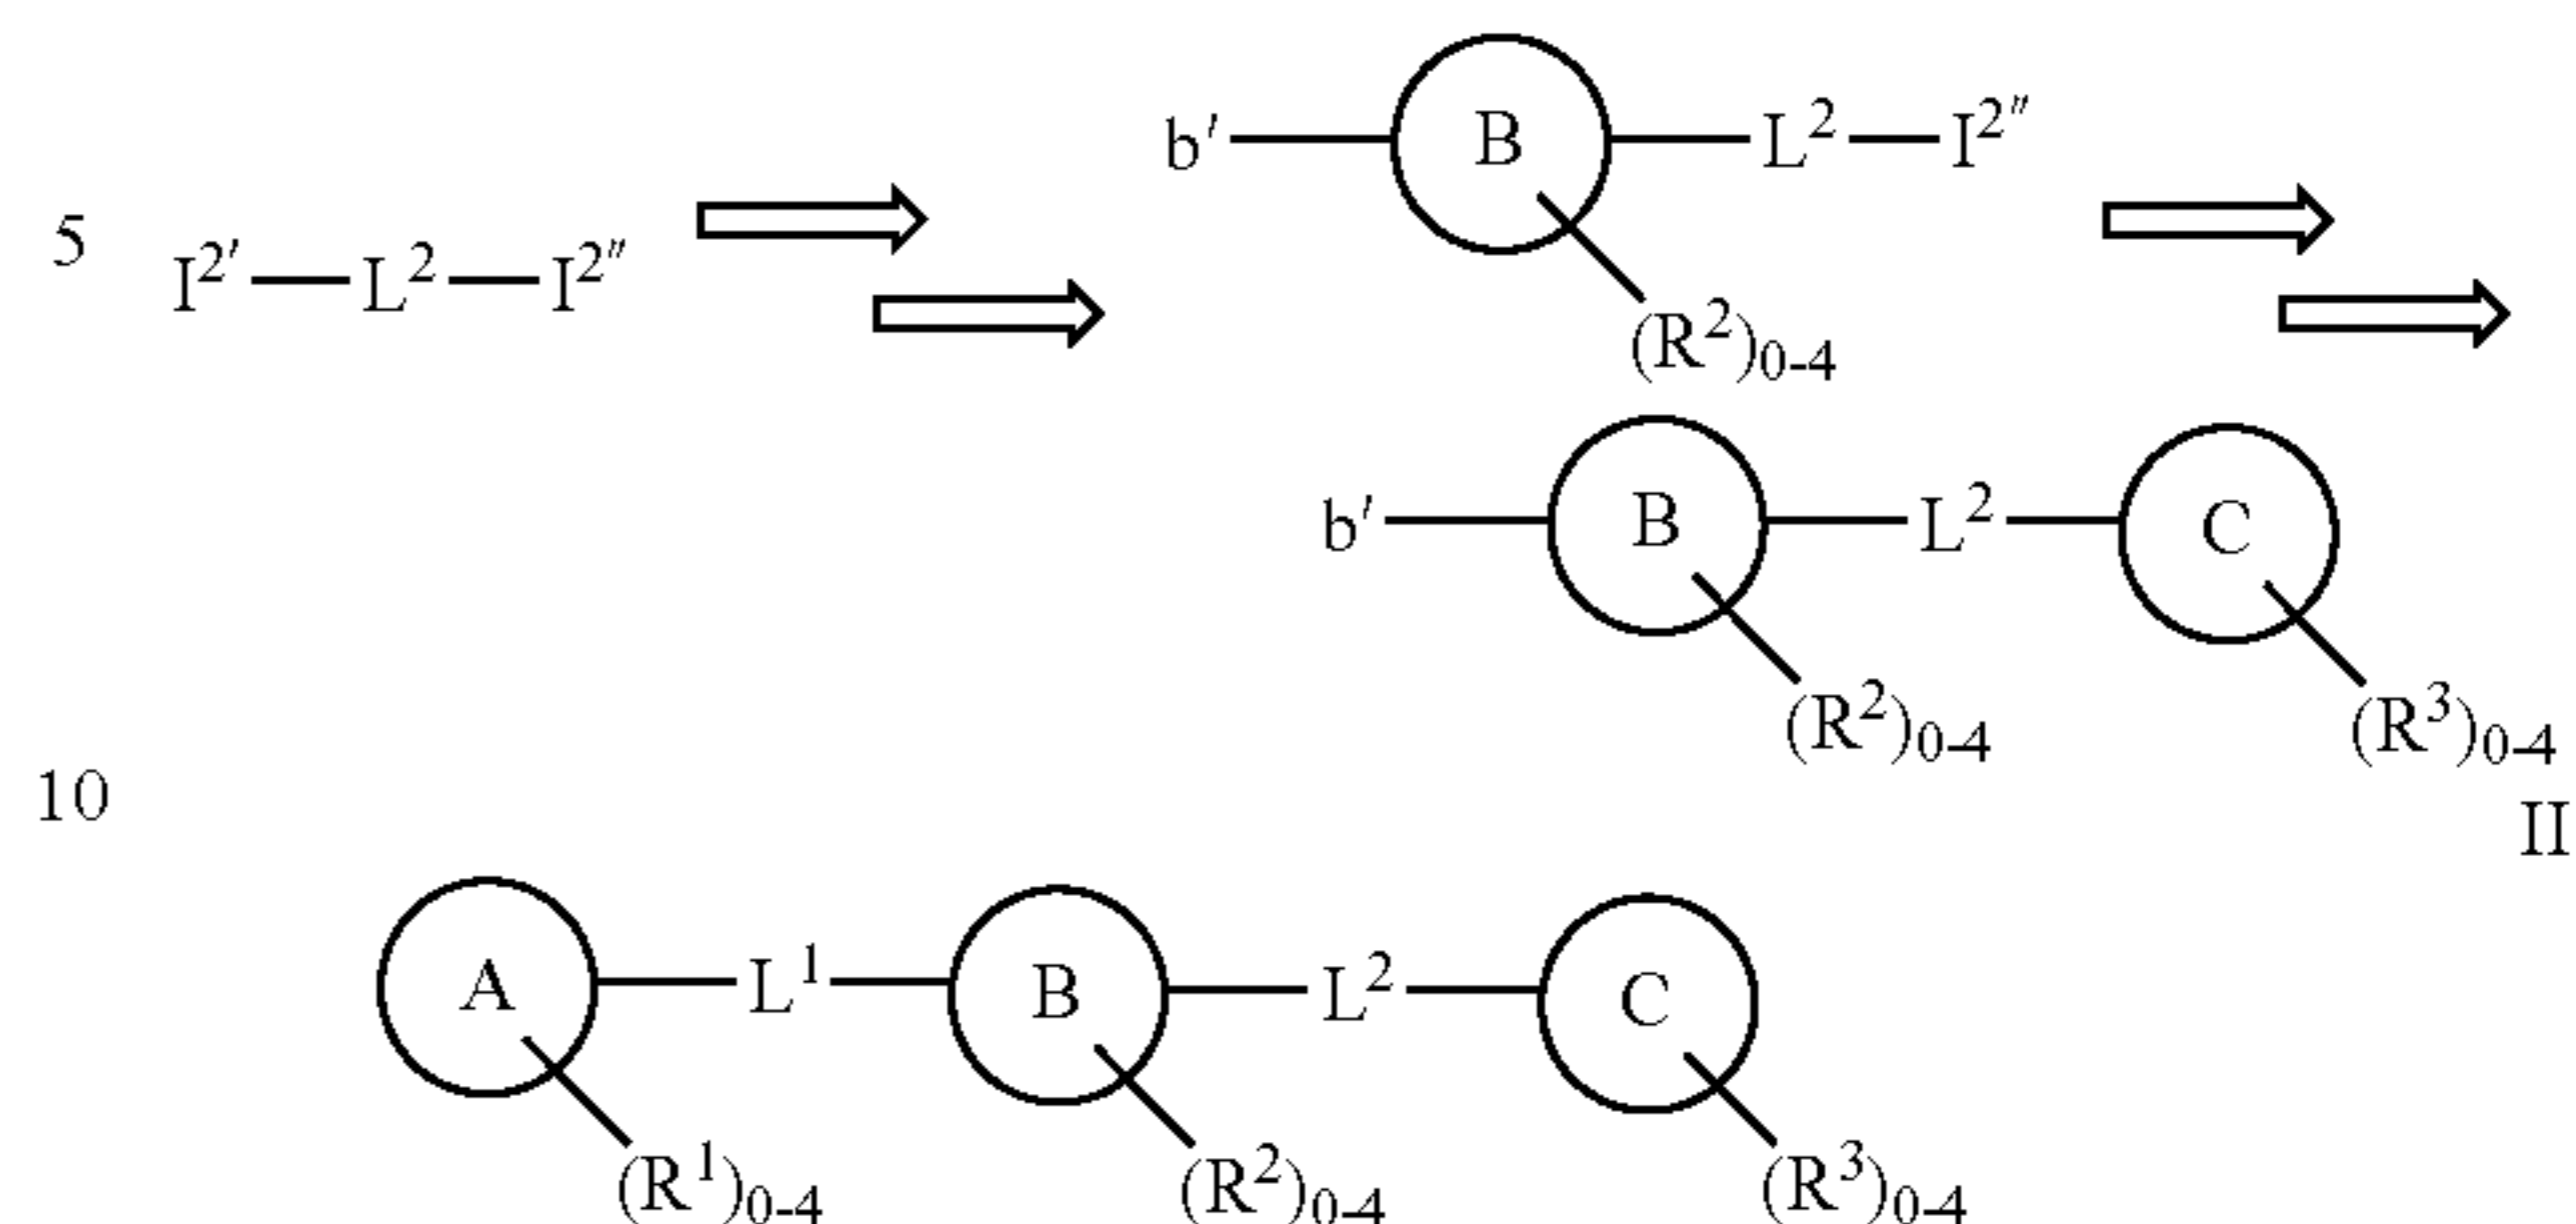 b′ B L² I²″
5 I²′ L² I²″
(R²)₀₋₄
b′ B L² C
(R²)₀₋₄ (R³)₀₋₄
10 II
A L¹ B L² C
(R¹)₀₋₄ (R²)₀₋₄ (R³)₀₋₄